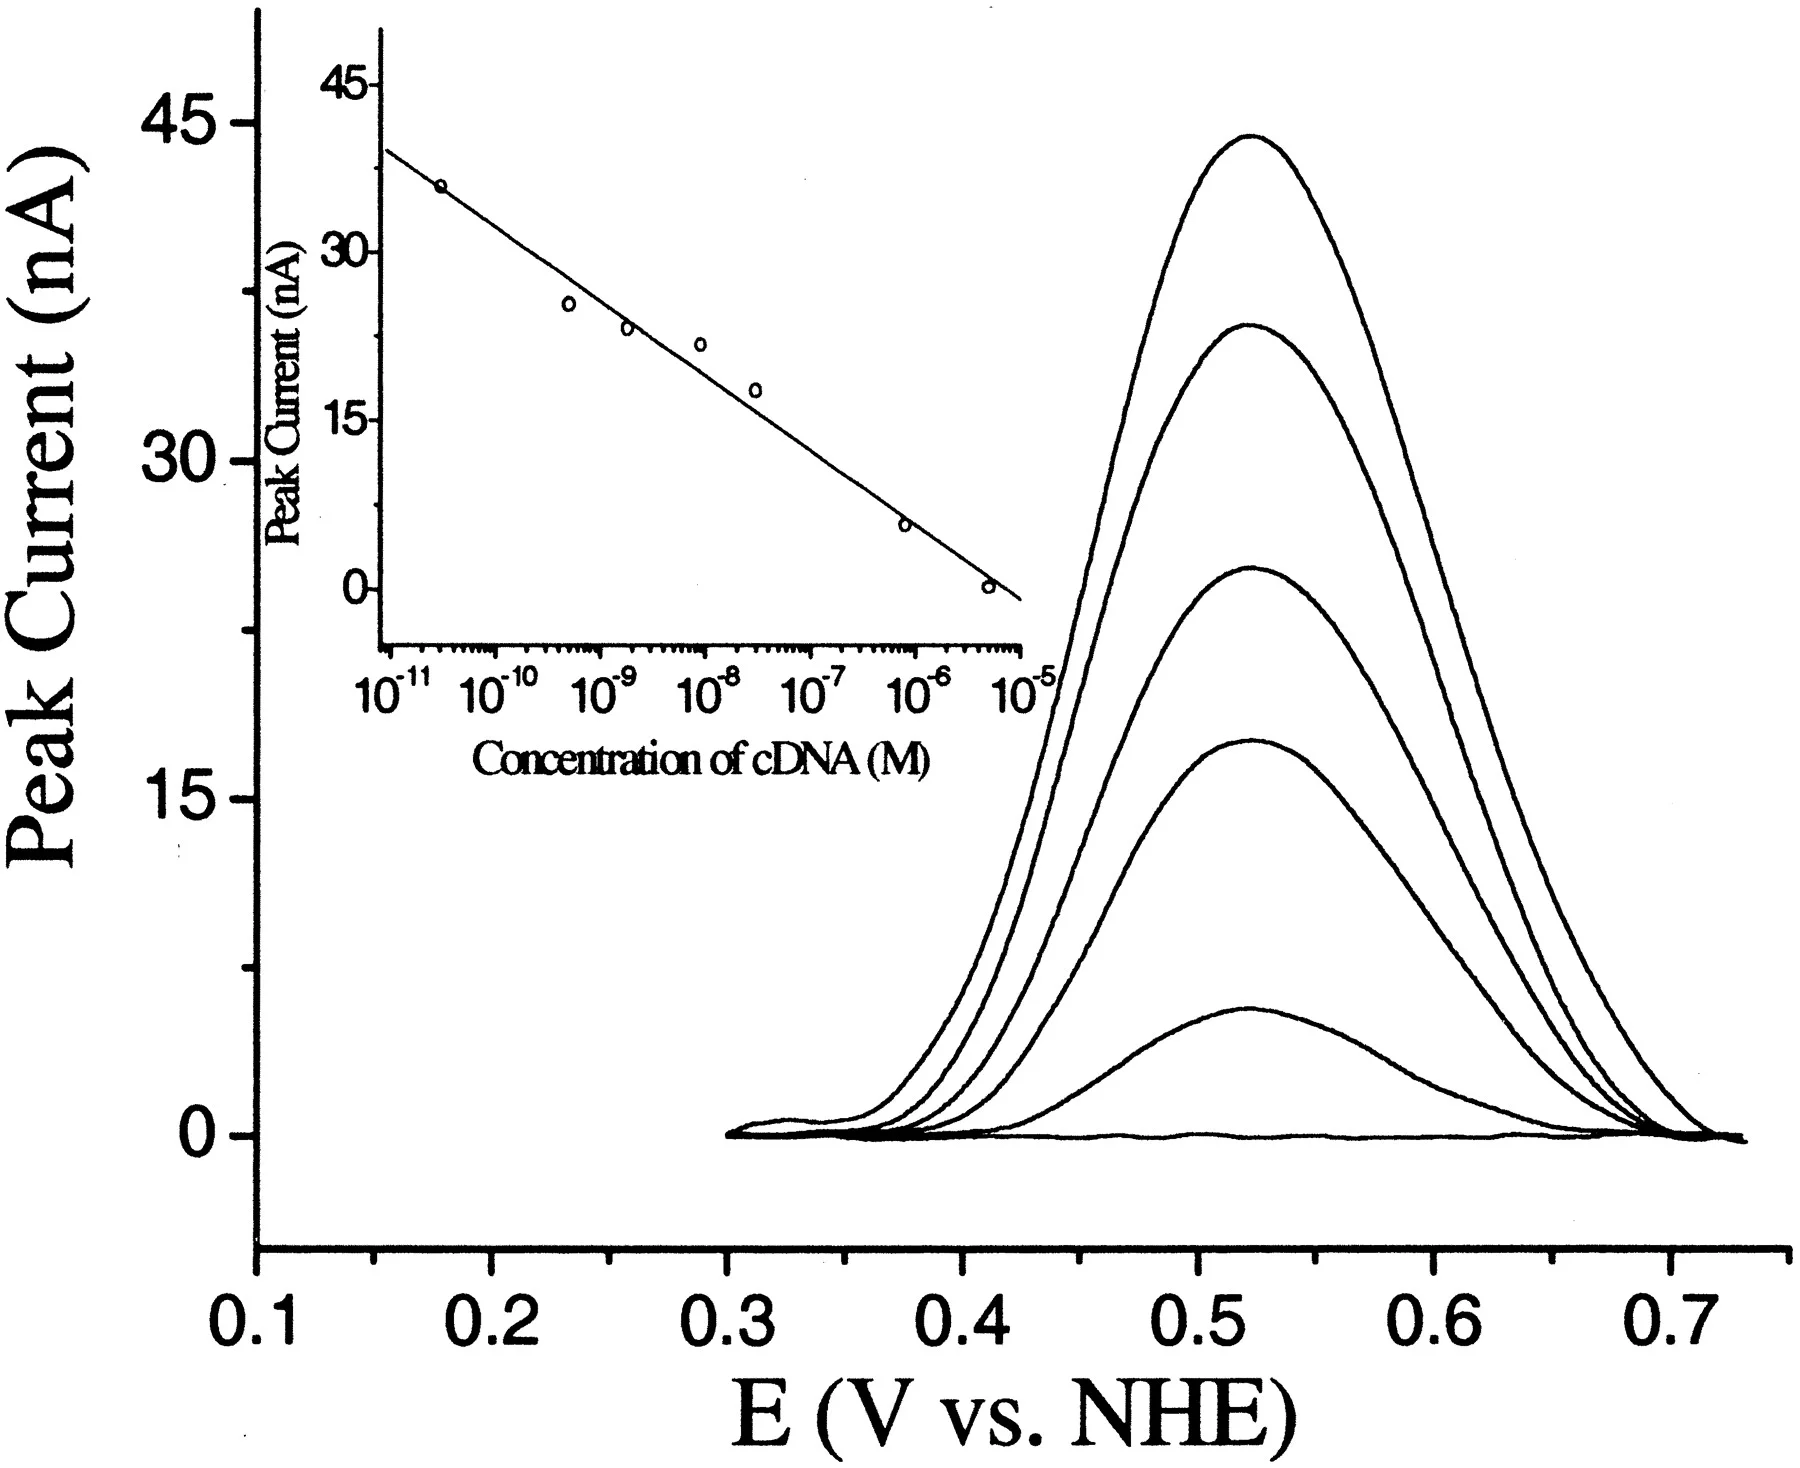 Peak Current (nA)
45
30
15
0
0.1 0.2 0.3 0.4 0.5 0.6 0.7
E (V vs. NHE)
Peak Current (nA)
45
30
15
0
10-11 10-10 10-9 10-8 10-7 10-6 10-5
Concentration of cDNA (M)